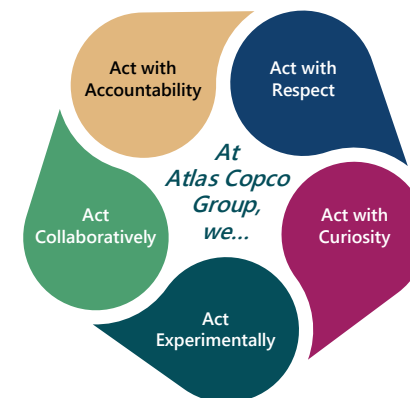 Act with
Accountability
Act with
Respect
At
Atlas Copco
Group,
we...
Act
Collaboratively
Act with
Curiosity
Act
Experimentally